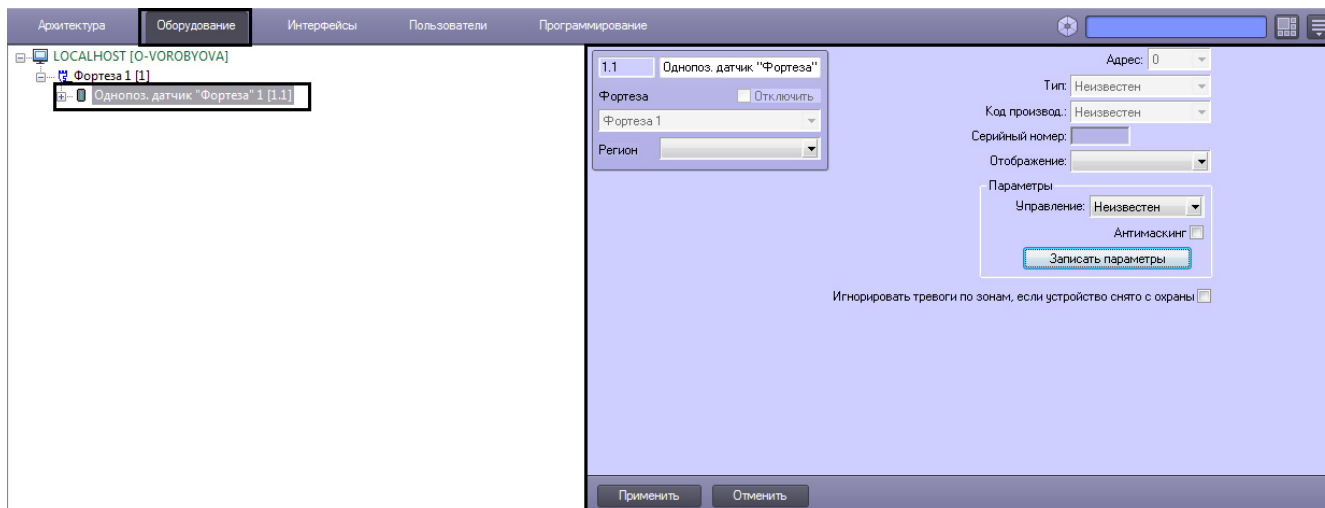 Архитектура Оборудование Интерфейсы Пользователи Программирование
LOCALHOST [O-VOROBYOVA]
Фортеза 1 [1]
Однопоз. датчик "Фортеза" 1 [1.1]
1.1 Однопоз. датчик "Фортеза"
Фортеза Отключить
Фортеза 1
Регион
Адрес: 0
Тип: Неизвестен
Код производ.: Неизвестен
Серийный номер:
Отображение:
Параметры
Управление: Неизвестен
Антимаскинг
Записать параметры
Игнорировать тревоги по зонам, если устройство снято с охраны
Применить Отменить